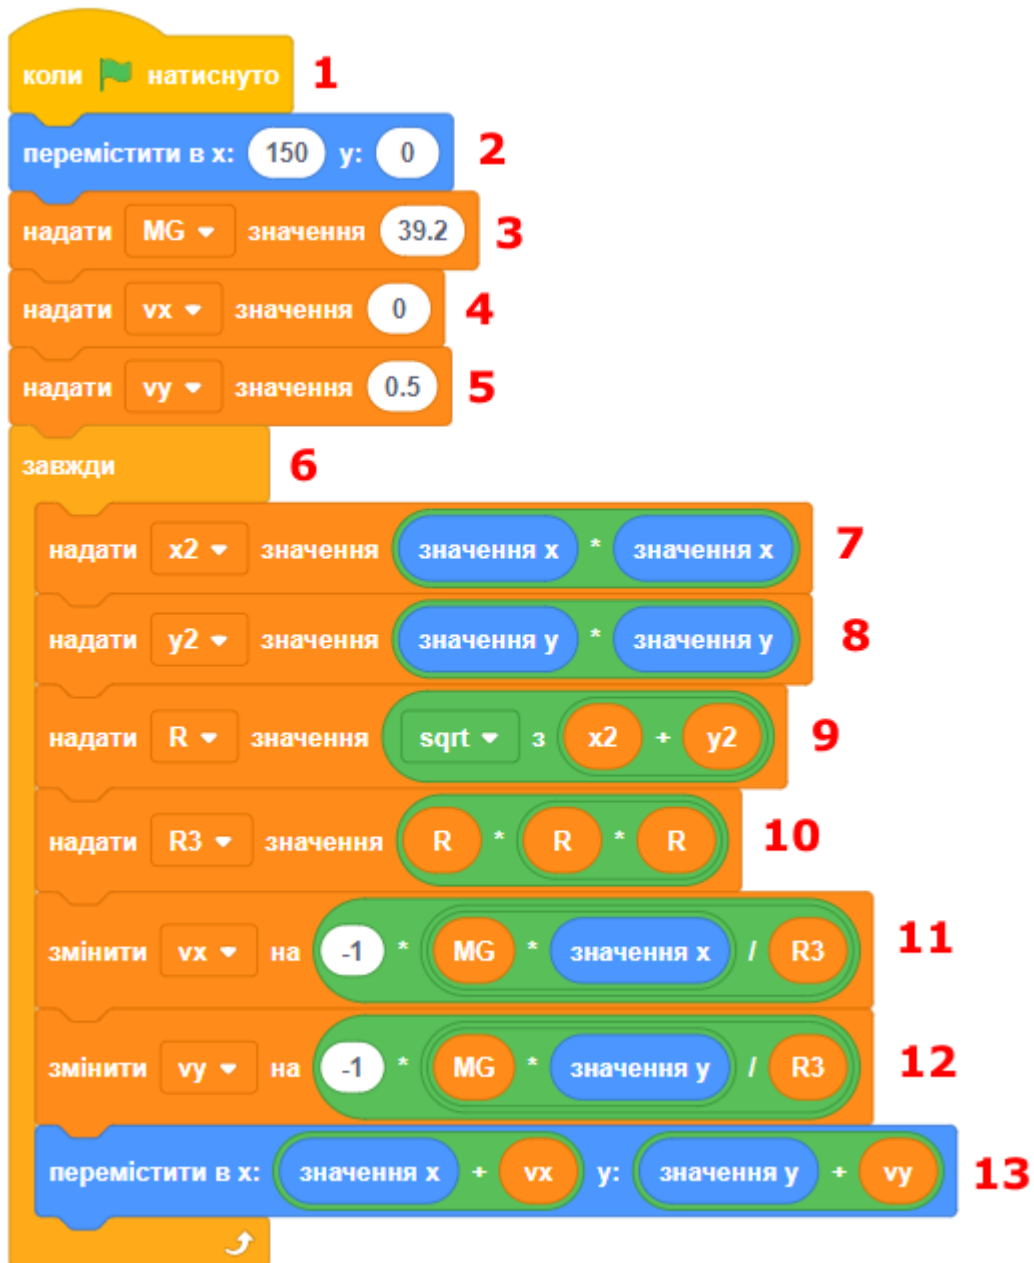 коли натиснуто 1
перемістити в x: 150 y: 0 2
надати MG значення 39.2 3
надати vx значення 0 4
надати vy значення 0.5 5
завжди 6
надати x2 значення значення x * значення x 7
надати y2 значення значення y * значення y 8
надати R значення sqrt з x2 + y2 9
надати R3 значення R * R * R 10
змінити vx на -1 * MG * значення x / R3 11
змінити vy на -1 * MG * значення y / R3 12
перемістити в x: значення x + vx y: значення y + vy 13